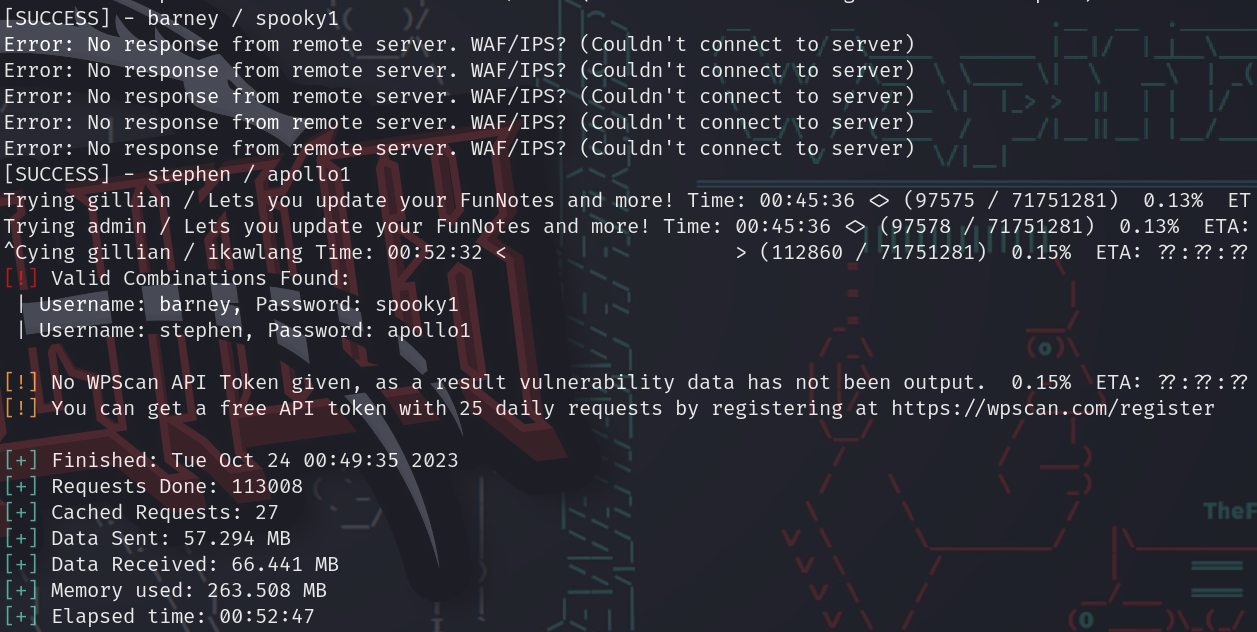 [SUCCESS] - barney / spooky1
Error: No response from remote server. WAF/IPS? (Couldn't connect to server)
Error: No response from remote server. WAF/IPS? (Couldn't connect to server)
Error: No response from remote server. WAF/IPS? (Couldn't connect to server)
Error: No response from remote server. WAF/IPS? (Couldn't connect to server)
Error: No response from remote server. WAF/IPS? (Couldn't connect to server)
[SUCCESS] - stephen / apollo1
Trying gillian / Lets you update your FunNotes and more! Time: 00:45:36 <> (97575 / 71751281)  0.13%  ET
Trying admin / Lets you update your FunNotes and more! Time: 00:45:36 <> (97578 / 71751281)  0.13%  ETA:
^Cying gillian / ikawlang Time: 00:52:32 <                   > (112860 / 71751281)  0.15%  ETA: ??:??:??
[!] Valid Combinations Found:
 | Username: barney, Password: spooky1
 | Username: stephen, Password: apollo1
[!] No WPScan API Token given, as a result vulnerability data has not been output.  0.15%  ETA: ??:??:??
[!] You can get a free API token with 25 daily requests by registering at https://wpscan.com/register
[+] Finished: Tue Oct 24 00:49:35 2023
[+] Requests Done: 113008
[+] Cached Requests: 27
[+] Data Sent: 57.294 MB
[+] Data Received: 66.441 MB
[+] Memory used: 263.508 MB
[+] Elapsed time: 00:52:47